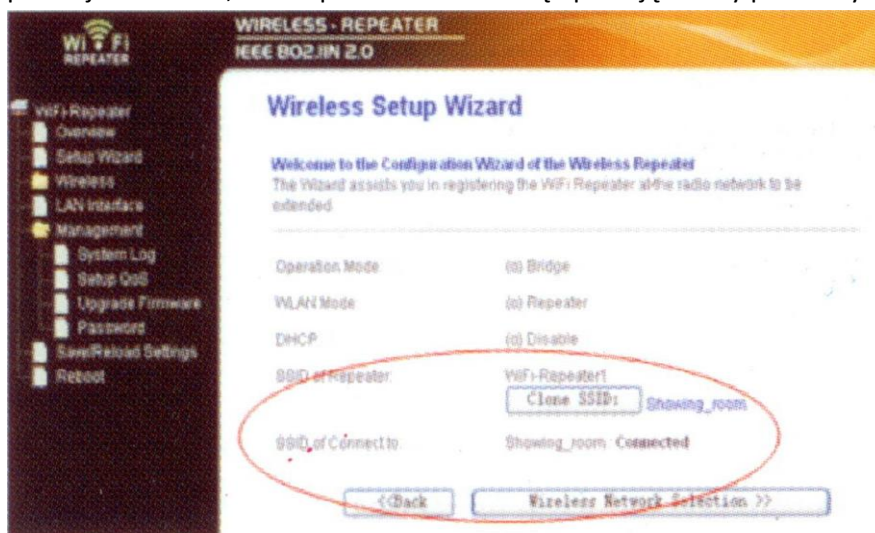 WIRELESS - REPEATER
IEEE 802.11N 2.0
Wi Fi
REPEATER
WiFi-Repeater
Overview
Setup Wizard
Wireless
LAN Interface
Management
System Log
Setup QoS
Upgrade Firmware
Password
Save/Reload Settings
Reboot
Wireless Setup Wizard
Welcome to the Configuration Wizard of the Wireless Repeater
The Wizard assists you in registering the WiFi Repeater at the radio network to be
extended
Operation Mode: (o) Bridge
WLAN Mode (o) Repeater
DHCP (o) Disable
SSID of Repeater: WiFi-Repeater1
Clone SSID: Showing_room
SSID of Connect to: Showing_room Connected
<<Back Wireless Network Selection >>